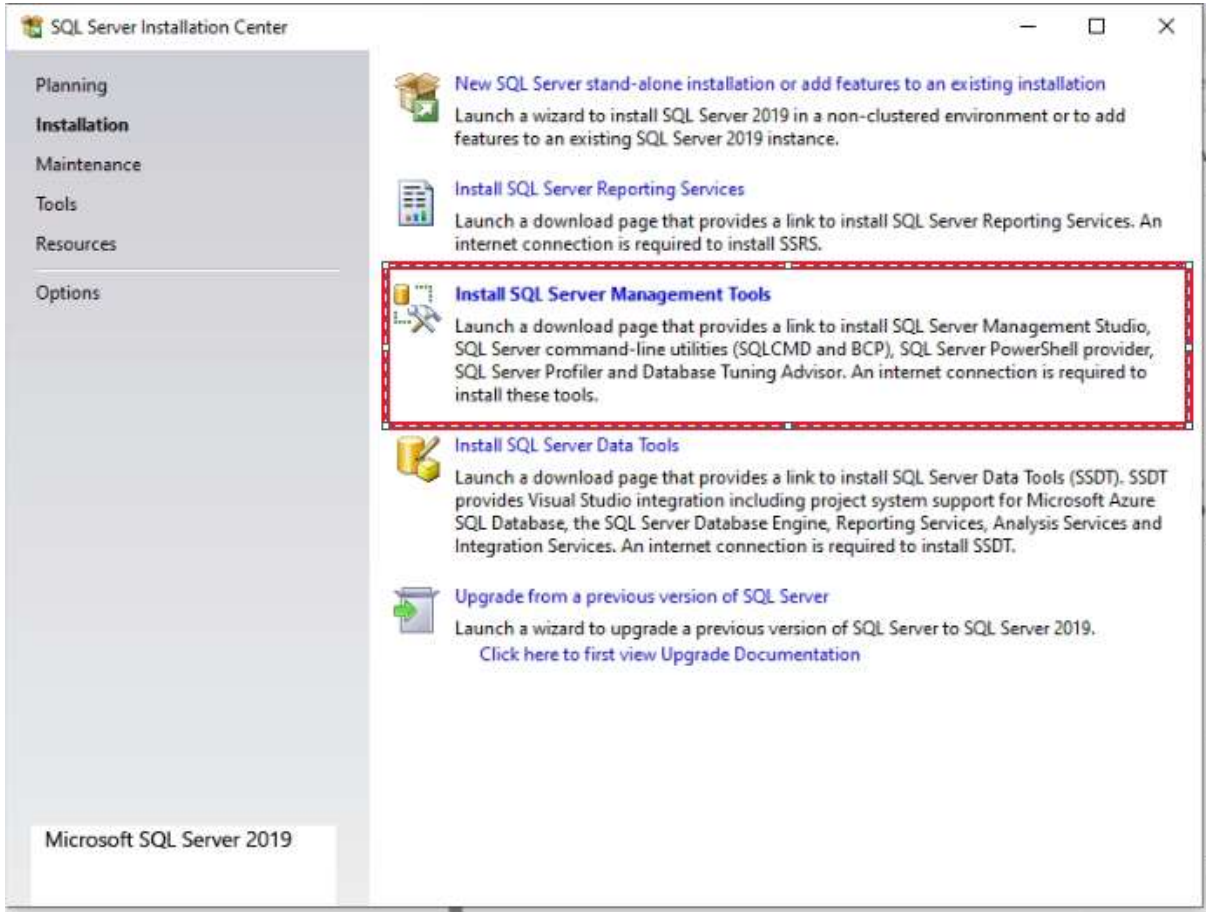 SQL Server Installation Center
Planning
Installation
Maintenance
Tools
Resources
Options
Microsoft SQL Server 2019
New SQL Server stand-alone installation or add features to an existing installation
Launch a wizard to install SQL Server 2019 in a non-clustered environment or to add
features to an existing SQL Server 2019 instance.
Install SQL Server Reporting Services
Launch a download page that provides a link to install SQL Server Reporting Services. An
internet connection is required to install SSRS.
Install SQL Server Management Tools
Launch a download page that provides a link to install SQL Server Management Studio,
SQL Server command-line utilities (SQLCMD and BCP), SQL Server PowerShell provider,
SQL Server Profiler and Database Tuning Advisor. An internet connection is required to
install these tools.
Install SQL Server Data Tools
Launch a download page that provides a link to install SQL Server Data Tools (SSDT). SSDT
provides Visual Studio integration including project system support for Microsoft Azure
SQL Database, the SQL Server Database Engine, Reporting Services, Analysis Services and
Integration Services. An internet connection is required to install SSDT.
Upgrade from a previous version of SQL Server
Launch a wizard to upgrade a previous version of SQL Server to SQL Server 2019.
Click here to first view Upgrade Documentation